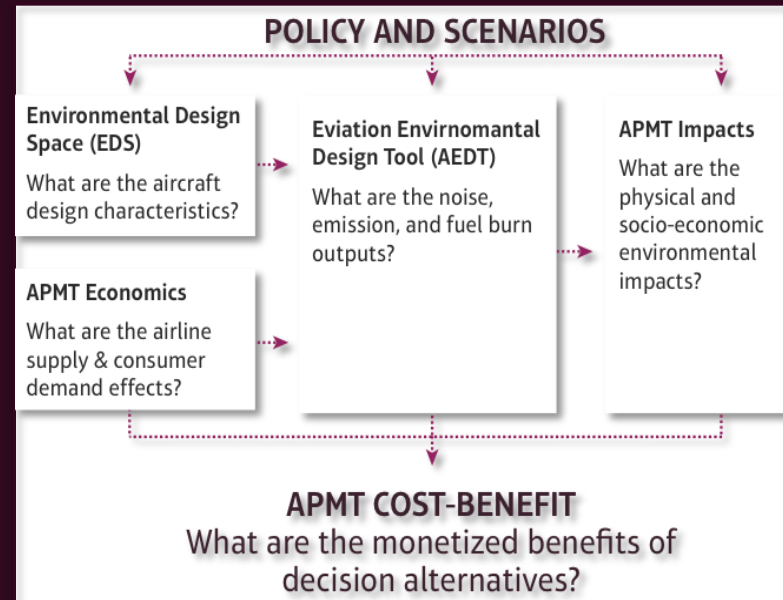 POLICY AND SCENARIOS
Environmental Design
Space (EDS)
What are the aircraft
design characteristics?
APMT Economics
What are the airline
supply & consumer
demand effects?
Eviation Envirnomantal
Design Tool (AEDT)
What are the noise,
emission, and fuel burn
outputs?
APMT Impacts
What are the
physical and
socio-economic
environmental
impacts?
APMT COST-BENEFIT
What are the monetized benefits of
decision alternatives?